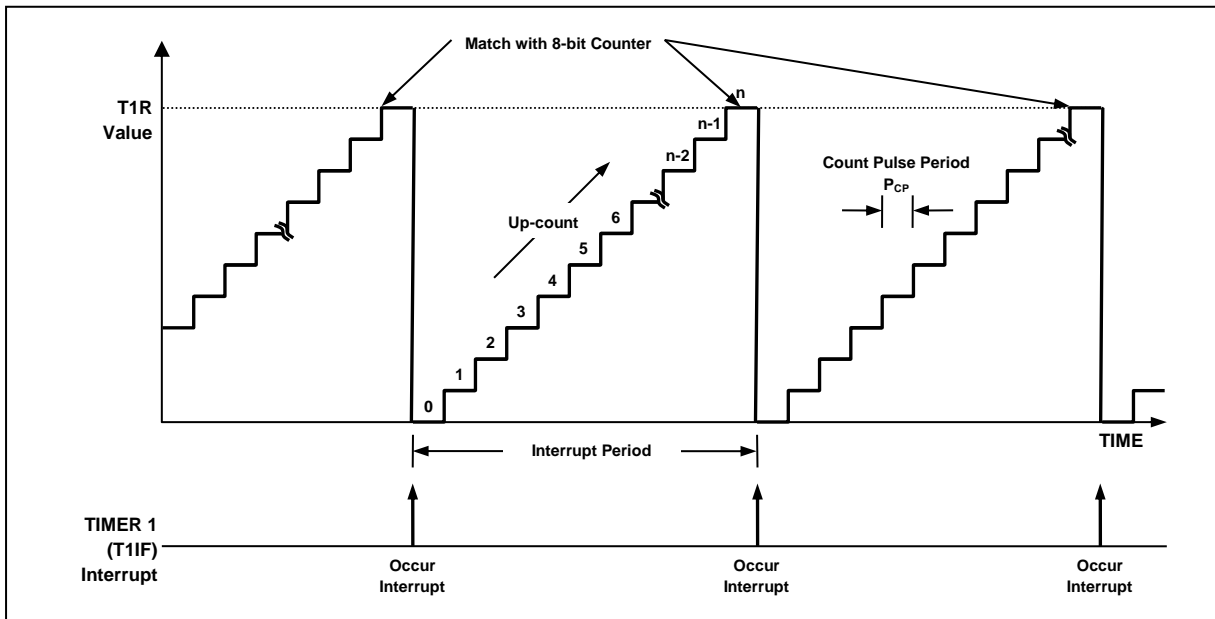 Match with 8-bit Counter
T1R
Value
n
n-1
n-2
6
5
4
3
2
1
0
Up-count
Count Pulse Period
PCP
TIME
Interrupt Period
TIMER 1
(T1IF)
Interrupt
Occur
Interrupt
Occur
Interrupt
Occur
Interrupt